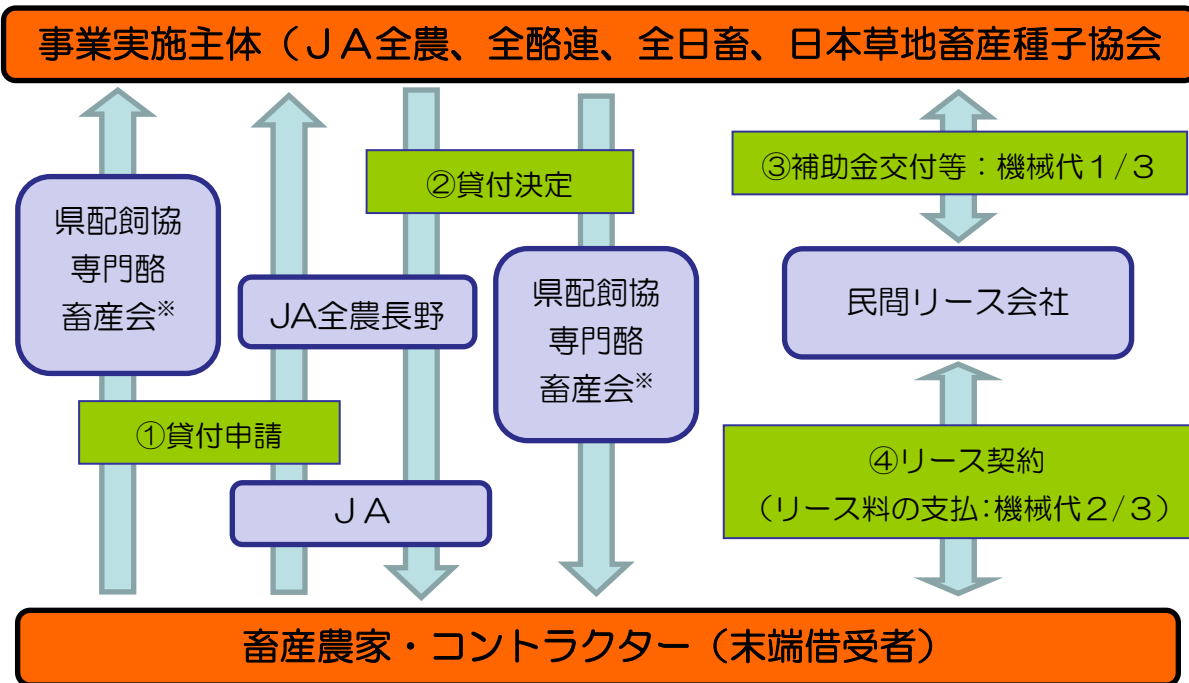 事業実施主体（ＪＡ全農、全酪連、全日畜、日本草地畜産種子協会
県配飼協
専門酪
畜産会※
①貸付申請
JA全農長野
ＪＡ
②貸付決定
県配飼協
専門酪
畜産会※
③補助金交付等：機械代１/３
民間リース会社
④リース契約
（リース料の支払：機械代２/３）
畜産農家・コントラクター（末端借受者）